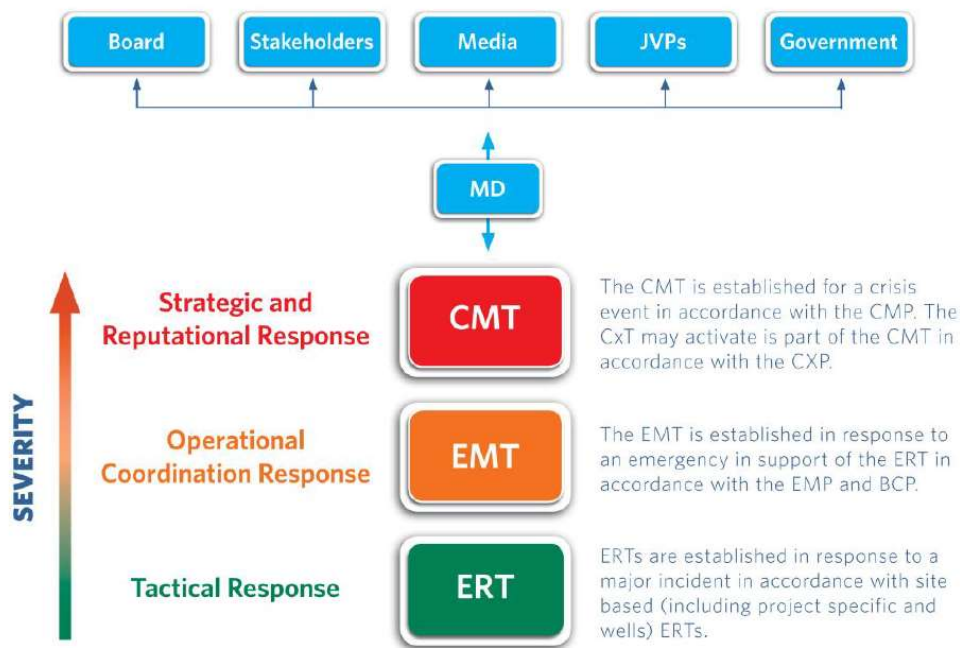 Board
Stakeholders
Media
JVPs
Government
MD
SEVERITY
Strategic and
Reputational Response
CMT
The CMT is established for a crisis
event in accordance with the CMP. The
CxT may activate is part of the CMT in
accordance with the CXP.
Operational
Coordination Response
EMT
The EMT is established in response to
an emergency in support of the ERT in
accordance with the EMP and BCP.
Tactical Response
ERT
ERTs are established in response to a
major incident in accordance with site
based (including project specific and
wells) ERTs.